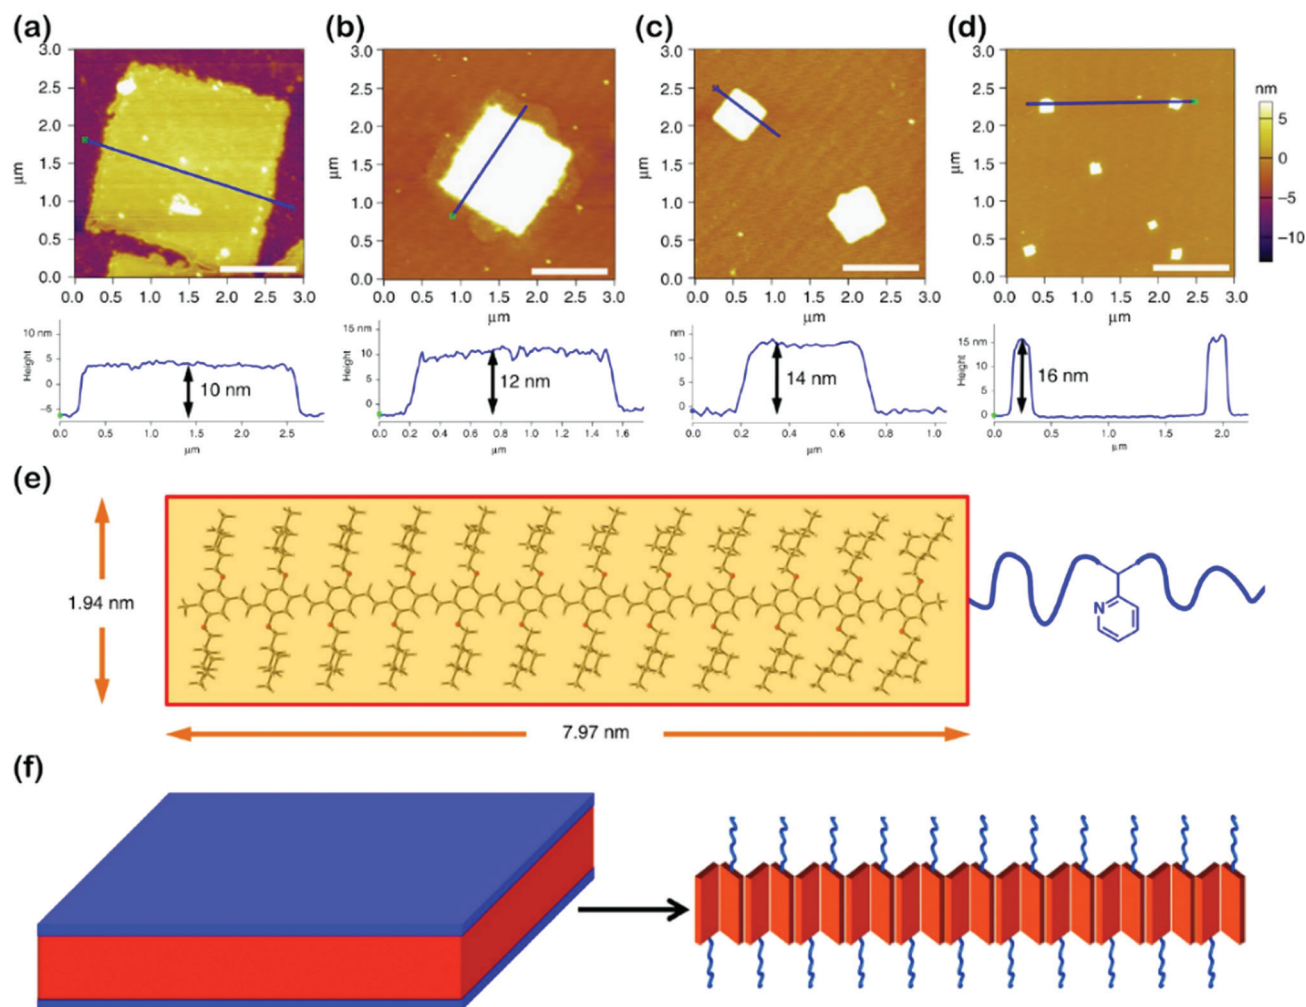 (a) (b) (c) (d)
3.0 3.0 3.0 3.0
nm
2.5 2.5 2.5 2.5
5
2.0 2.0 2.0 2.0
μm μm μm μm
1.5 1.5 1.5 1.5
0
1.0 1.0 1.0 1.0
−5
0.5 0.5 0.5 0.5
−10
0.0 0.0 0.0 0.0
0.0 0.5 1.0 1.5 2.0 2.5 3.0
0.0 0.5 1.0 1.5 2.0 2.5 3.0
0.0 0.5 1.0 1.5 2.0 2.5 3.0
0.0 0.5 1.0 1.5 2.0 2.5 3.0
μm μm μm μm
10 nm
Height
5
0
−5
10 nm
0.0 0.5 1.0 1.5 2.0 2.5
μm
15 nm
Height
10
5
0
12 nm
0.0 0.2 0.4 0.6 0.8 1.0 1.2 1.4 1.6
μm
nm
Height
10
5
0
14 nm
0.0 0.2 0.4 0.6 0.8 1.0
μm
15 nm
Height
10
5
0
16 nm
0.0 0.5 1.0 1.5 2.0
μm
(e)
1.94 nm
N
7.97 nm
(f)